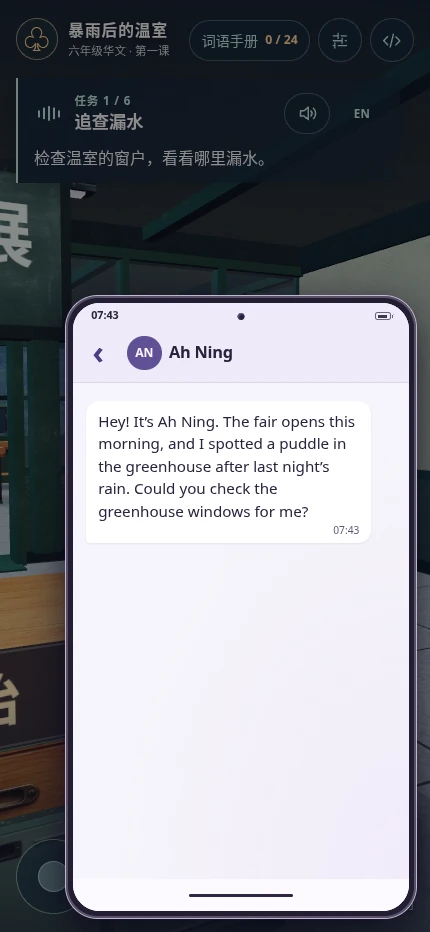 暴雨后的温室
六年级华文 · 第一课
词语手册 0 / 24
任务 1 / 6
追查漏水
EN
检查温室的窗户，看看哪里漏水。
展
07:43
AN
Ah Ning
Hey! It’s Ah Ning. The fair opens this
morning, and I spotted a puddle in
the greenhouse after last night’s
rain. Could you check the
greenhouse windows for me?
07:43